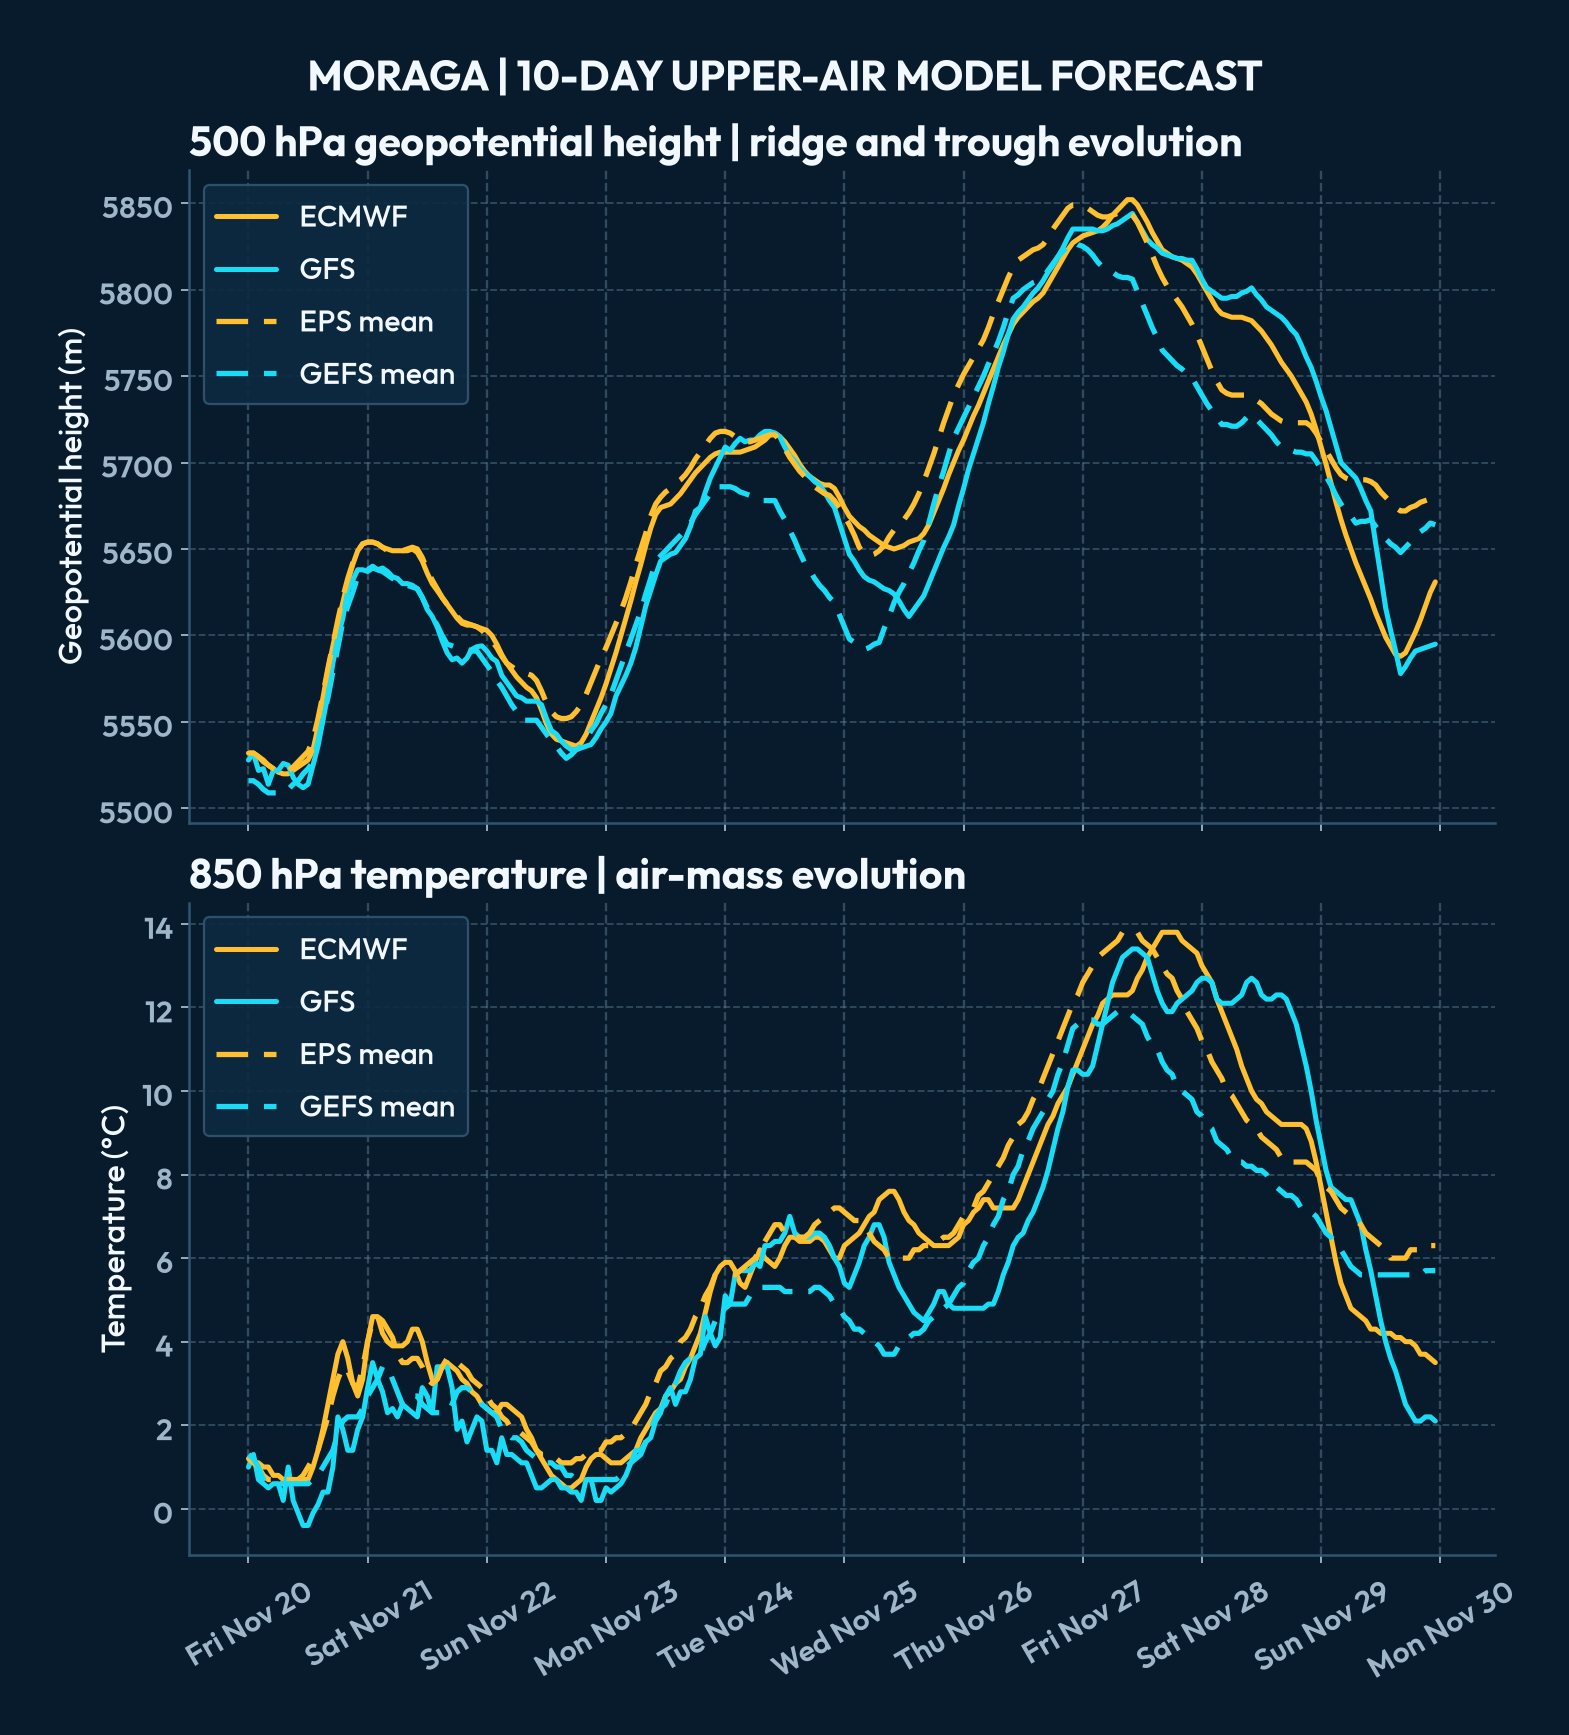 MORAGA | 10-DAY UPPER-AIR MODEL FORECAST
500 hPa geopotential height | ridge and trough evolution
Geopotential height (m)
5850
5800
5750
5700
5650
5600
5550
5500
ECMWF
GFS
EPS mean
GEFS mean
850 hPa temperature | air-mass evolution
Temperature (°C)
14
12
10
8
6
4
2
0
ECMWF
GFS
EPS mean
GEFS mean
Fri Nov 20
Sat Nov 21
Sun Nov 22
Mon Nov 23
Tue Nov 24
Wed Nov 25
Thu Nov 26
Fri Nov 27
Sat Nov 28
Sun Nov 29
Mon Nov 30